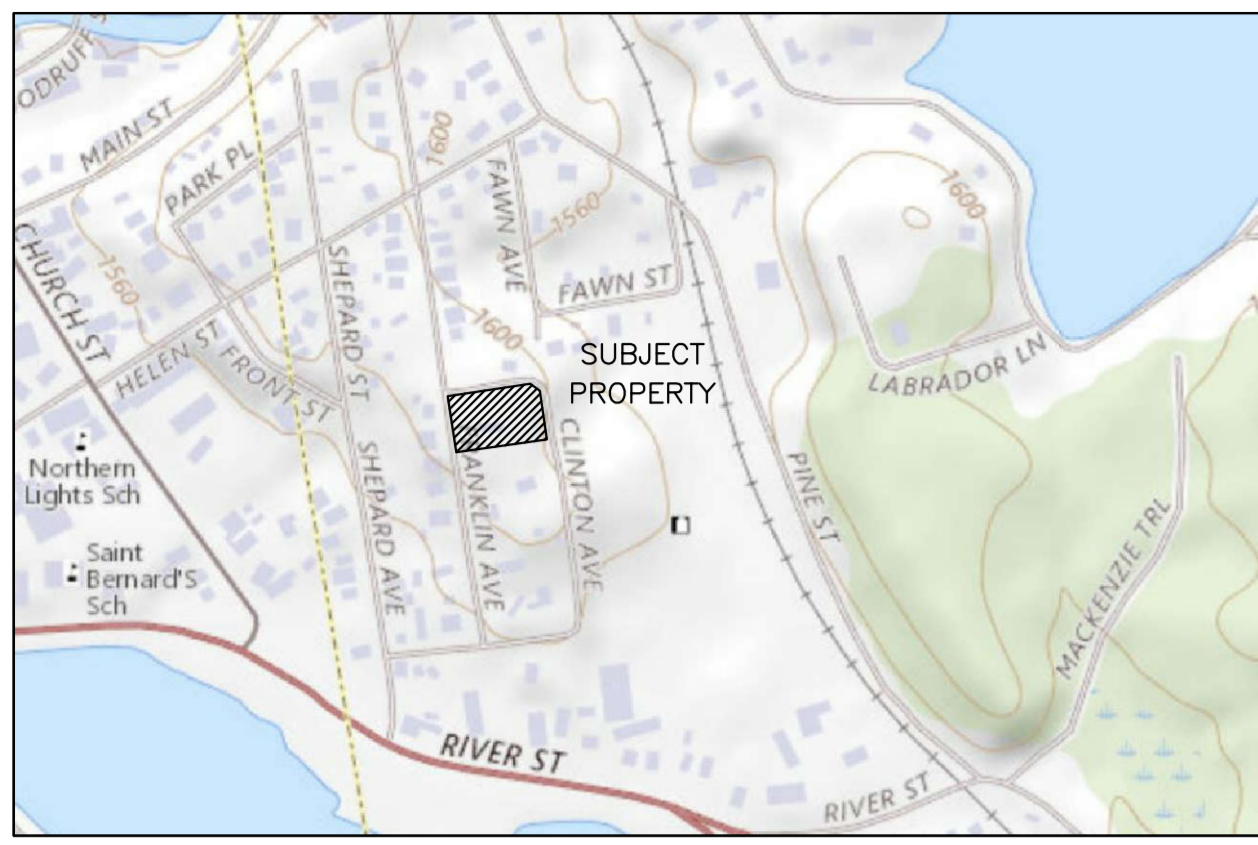 ODRUFF S
MAIN ST
PARK PL
1600
FAWN AVE
1560
FAWN ST
1600
CHURCH ST
1560
SHEPARD ST
1600
HELEN ST
FRONT ST
SUBJECT
PROPERTY
LABRADOR LN
Northern
Lights Sch
Saint
Bernard'S
Sch
SHEPARD AVE
ANKLIN AVE
CLINTON AVE
PINE ST
MACKENZIE TRL
RIVER ST
RIVER ST